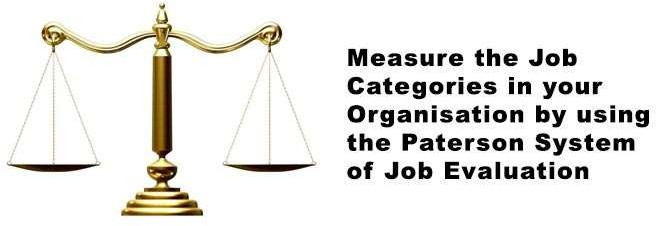 Measure the Job
Categories in your
Organisation by using
the Paterson System
of Job Evaluation